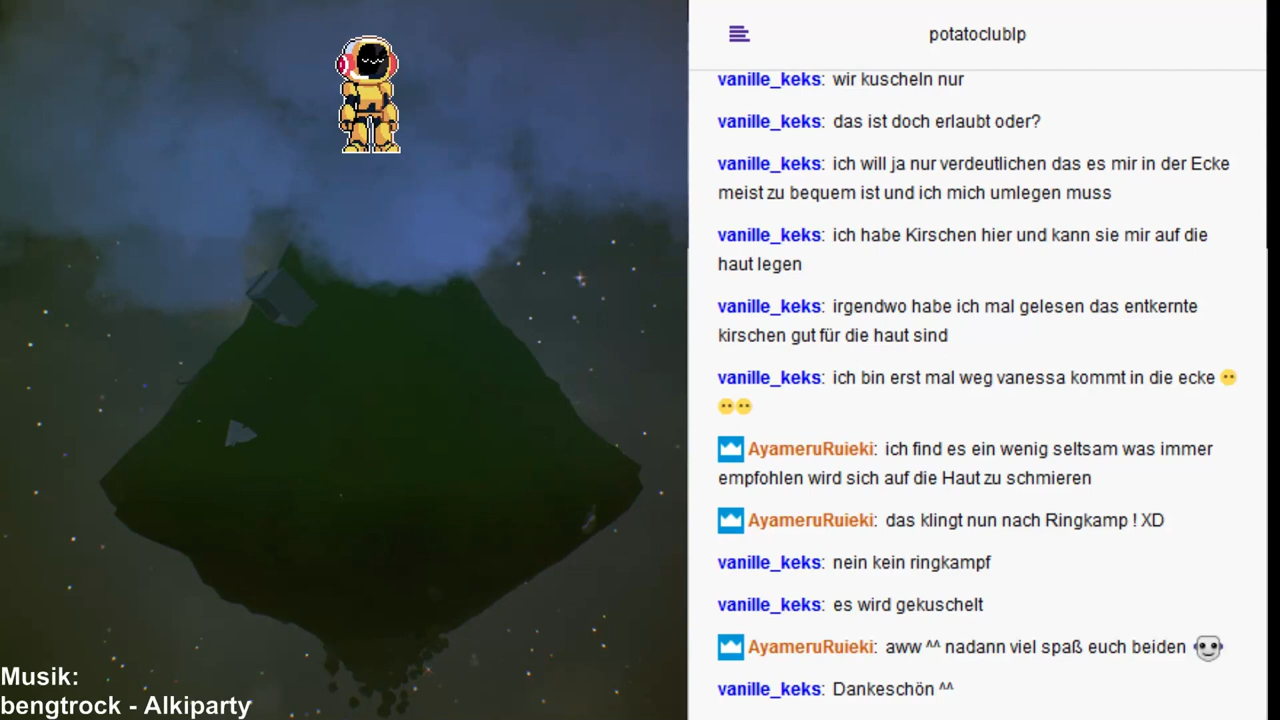 potatoclublp
vanille_keks: wir kuscheln nur
vanille_keks: das ist doch erlaubt oder?
vanille_keks: ich will ja nur verdeutlichen das es mir in der Ecke
meist zu bequem ist und ich mich umlegen muss
vanille_keks: ich habe Kirschen hier und kann sie mir auf die
haut legen
vanille_keks: irgendwo habe ich mal gelesen das entkernte
kirschen gut für die haut sind
vanille_keks: ich bin erst mal weg vanessa kommt in die ecke
AyameruRuieki: ich find es ein wenig seltsam was immer
empfohlen wird sich auf die Haut zu schmieren
AyameruRuieki: das klingt nun nach Ringkamp ! XD
vanille_keks: nein kein ringkampf
vanille_keks: es wird gekuschelt
AyameruRuieki: aww ^^ nadann viel spaß euch beiden
vanille_keks: Dankeschön ^^
Musik:
bengtrock - Alkiparty